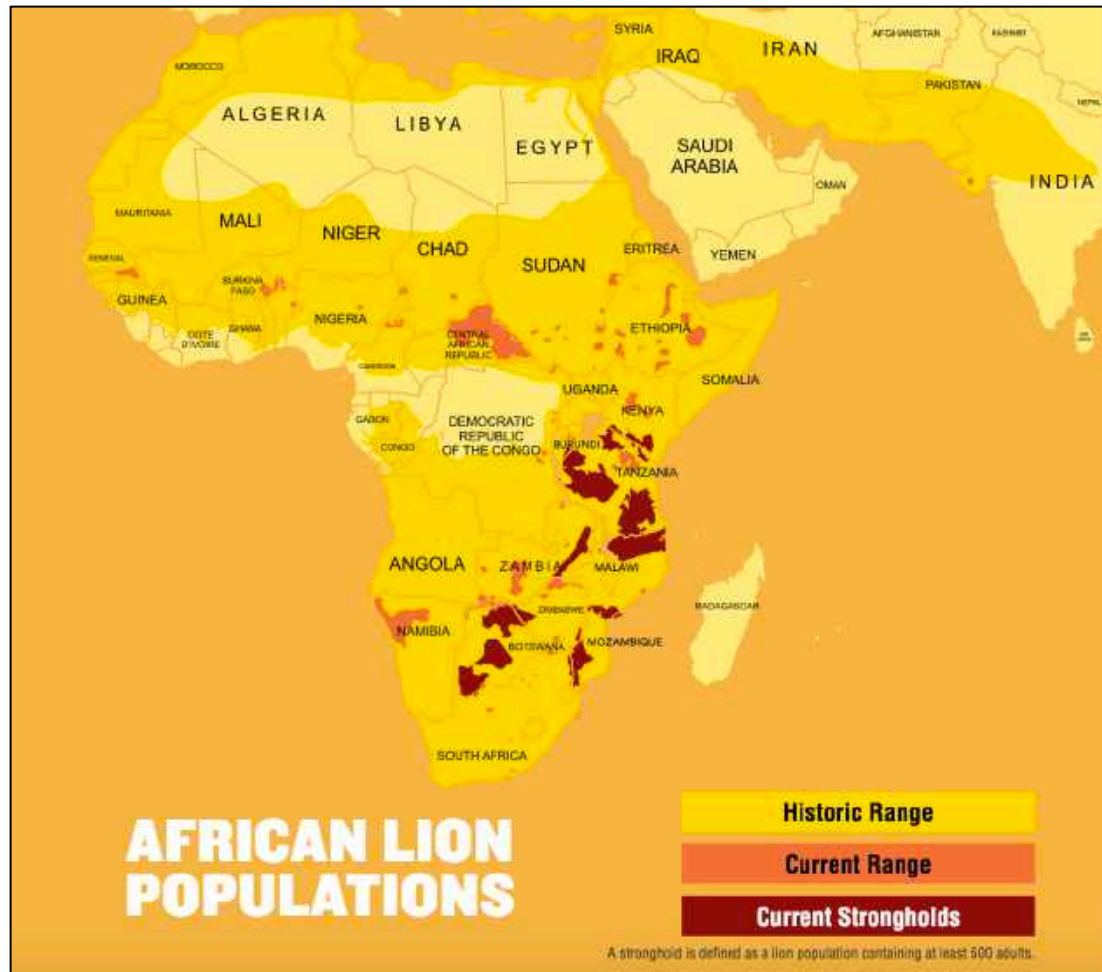 SYRIA
AFGHANISTAN
IRAN
IRAQ
MOROCCO
PAKISTAN
NEPAL
ALGERIA
LIBYA
EGYPT
SAUDI
ARABIA
OMAN
INDIA
MAURITANIA
MALI
NIGER
CHAD
SUDAN
ERITREA
YEMEN
SENEGAL
BURKINA
FASO
GUINEA
NIGERIA
GHANA
COTE
D'IVOIRE
CENTRAL
AFRICAN
REPUBLIC
ETHIOPIA
CAMEROON
SOMALIA
UGANDA
KENYA
GABON
CONGO
DEMOCRATIC
REPUBLIC
OF THE CONGO
BURUNDI
TANZANIA
ANGOLA
ZAMBIA
MALAWI
ZIMBABWE
MADAGASCAR
NAMIBIA
BOTSWANA
MOZAMBIQUE
SOUTH AFRICA
AFRICAN LION
POPULATIONS
Historic Range
Current Range
Current Strongholds
A stronghold is defined as a lion population containing at least 500 adults.